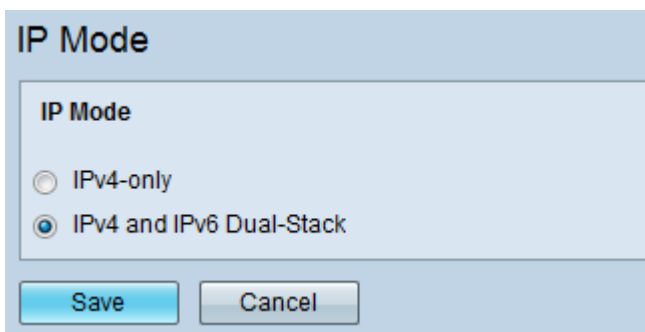 IP Mode
IP Mode
IPv4-only
IPv4 and IPv6 Dual-Stack
Save Cancel